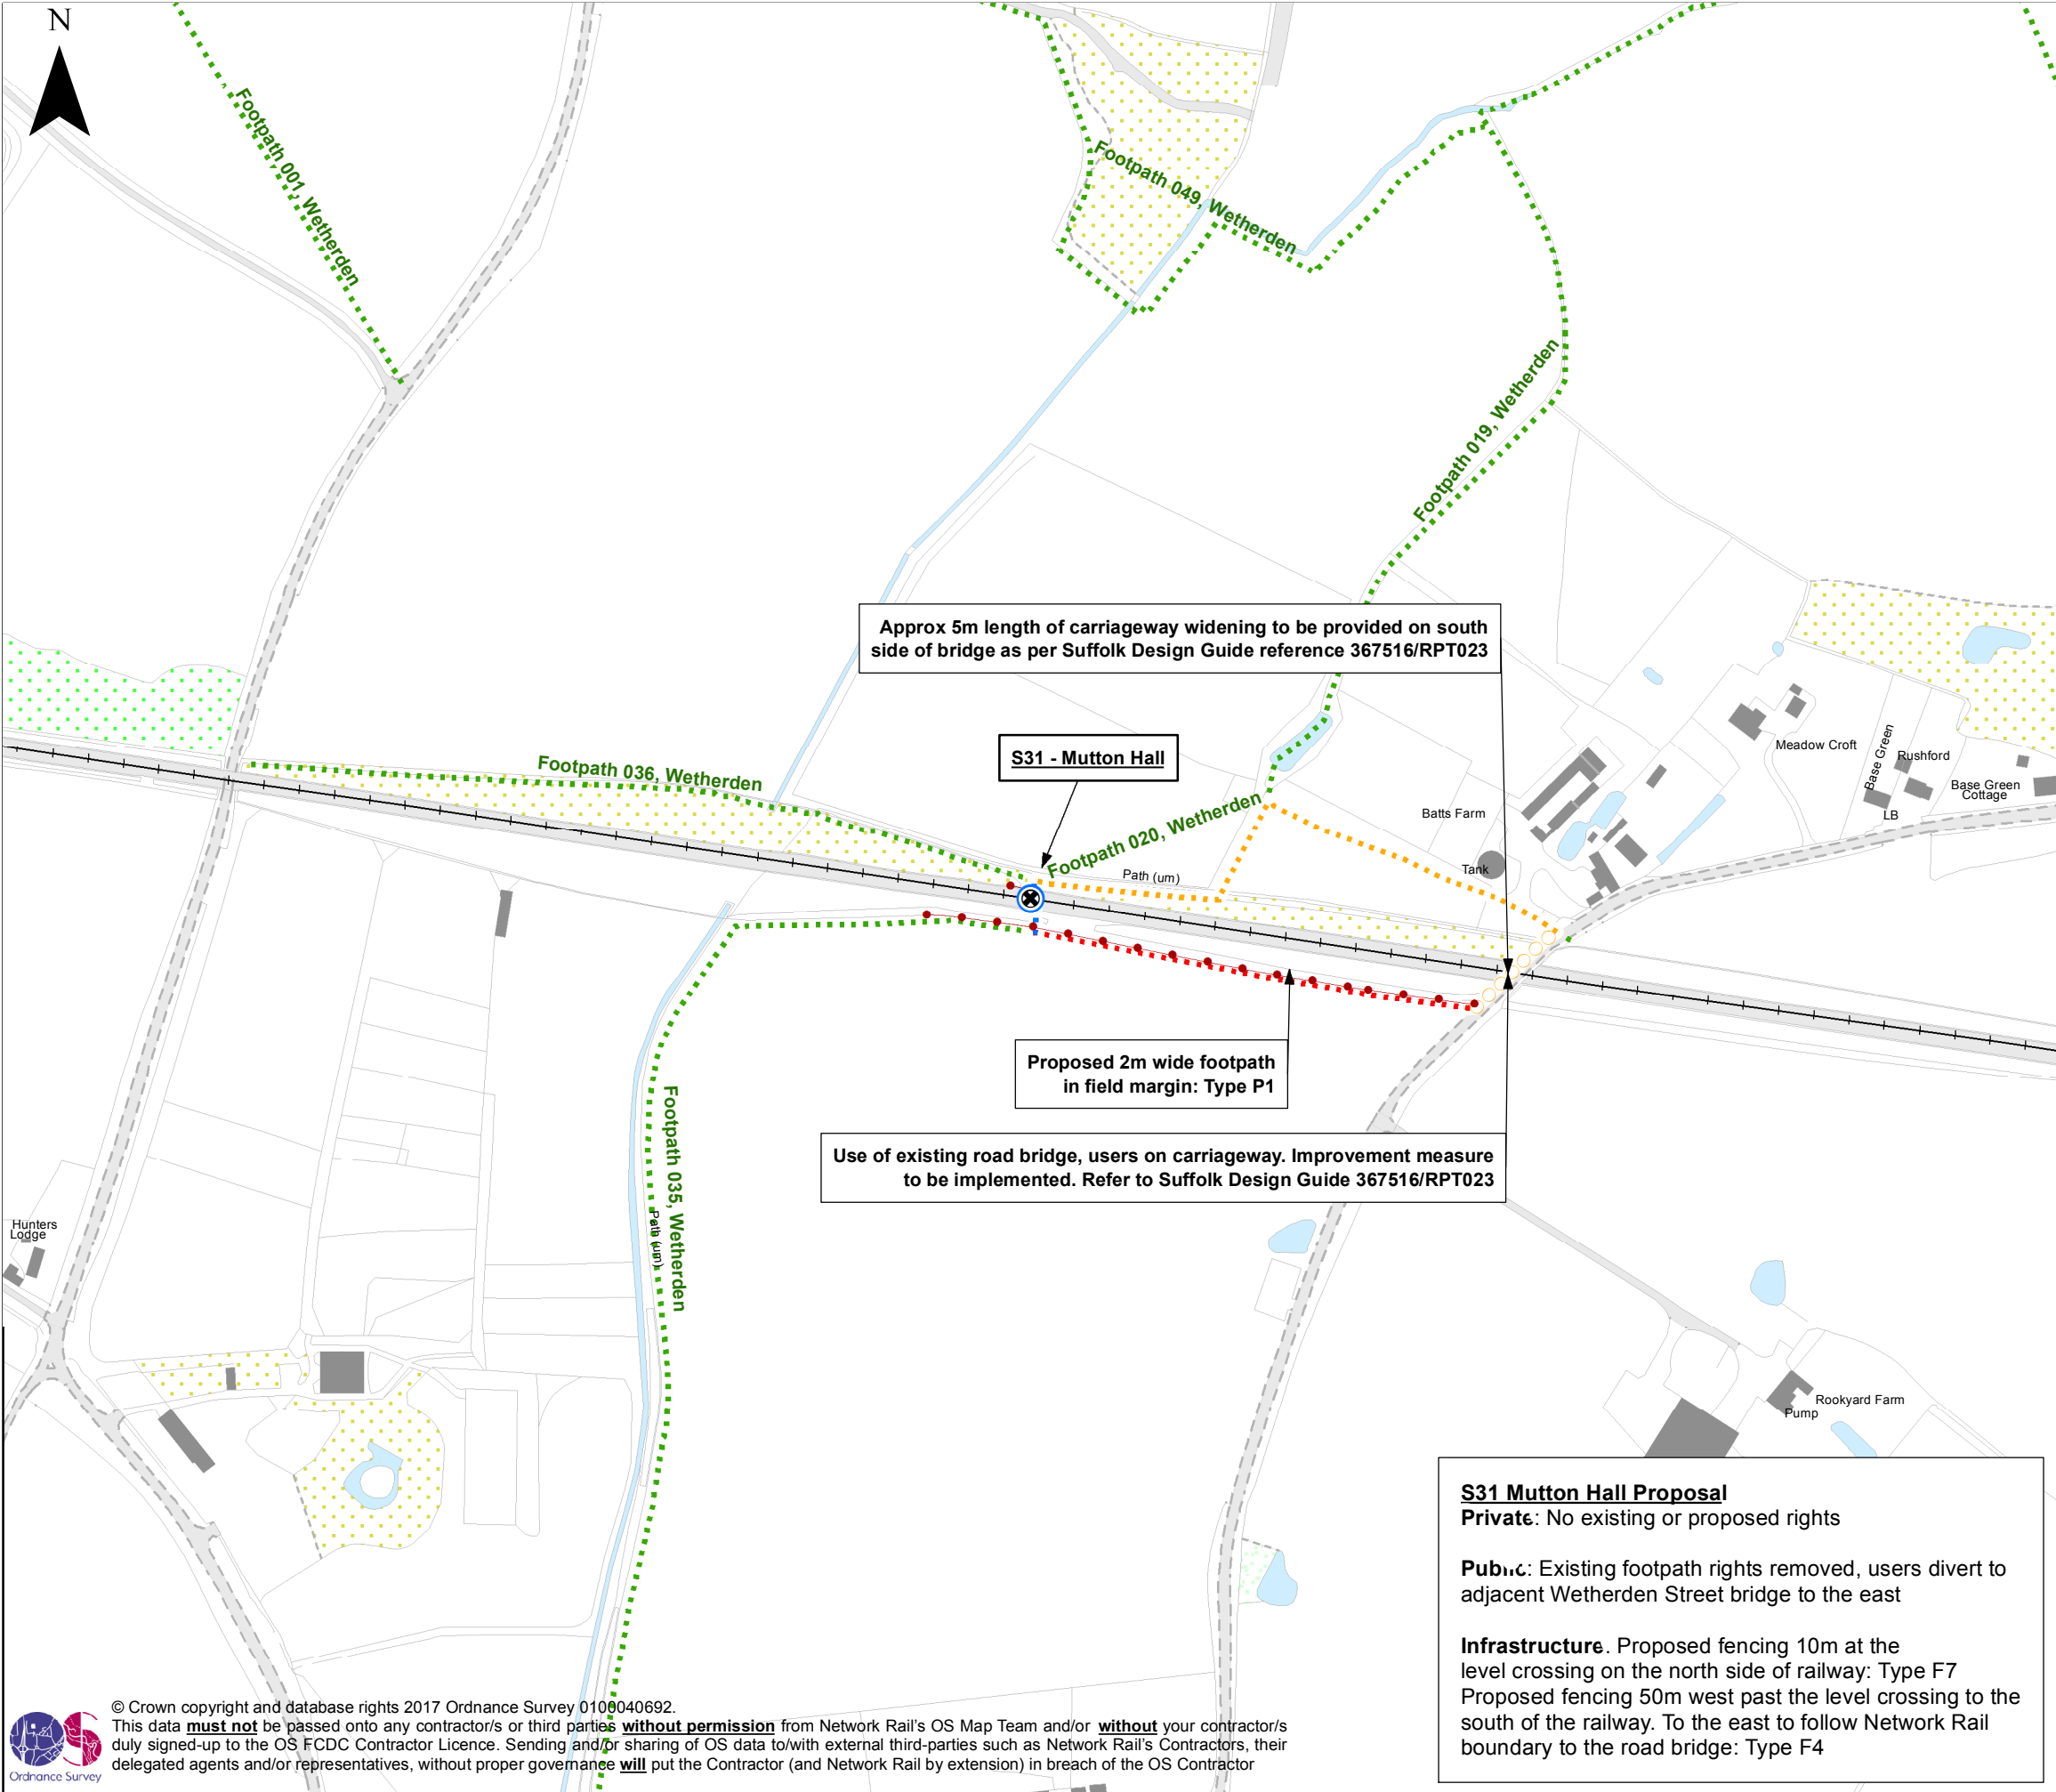 N
Footpath 001, Wetherden
Footpath 049, Wetherden
Footpath 019, Wetherden
Approx 5m length of carriageway widening to be provided on south
side of bridge as per Suffolk Design Guide reference 367516/RPT023
S31 - Mutton Hall
Footpath 036, Wetherden
Footpath 020, Wetherden
Path (um)
Batts Farm
Tank
Meadow Croft
Base Green
Rushford
Base Green
Cottage
LB
Proposed 2m wide footpath
in field margin: Type P1
Use of existing road bridge, users on carriageway. Improvement measure
to be implemented. Refer to Suffolk Design Guide 367516/RPT023
Footpath 035, Wetherden
Path (um)
Hunters
Lodge
Rookyard Farm
Pump
S31 Mutton Hall Proposal
Private: No existing or proposed rights
Public: Existing footpath rights removed, users divert to
adjacent Wetherden Street bridge to the east
Infrastructure. Proposed fencing 10m at the
level crossing on the north side of railway: Type F7
Proposed fencing 50m west past the level crossing to the
south of the railway. To the east to follow Network Rail
boundary to the road bridge: Type F4
© Crown copyright and database rights 2017 Ordnance Survey 0100040692.
This data must not be passed onto any contractor/s or third parties without permission from Network Rail's OS Map Team and/or without your contractor/s
duly signed-up to the OS FCDC Contractor Licence. Sending and/or sharing of OS data to/with external third-parties such as Network Rail's Contractors, their
delegated agents and/or representatives, without proper governance will put the Contractor (and Network Rail by extension) in breach of the OS Contractor
Ordnance Survey